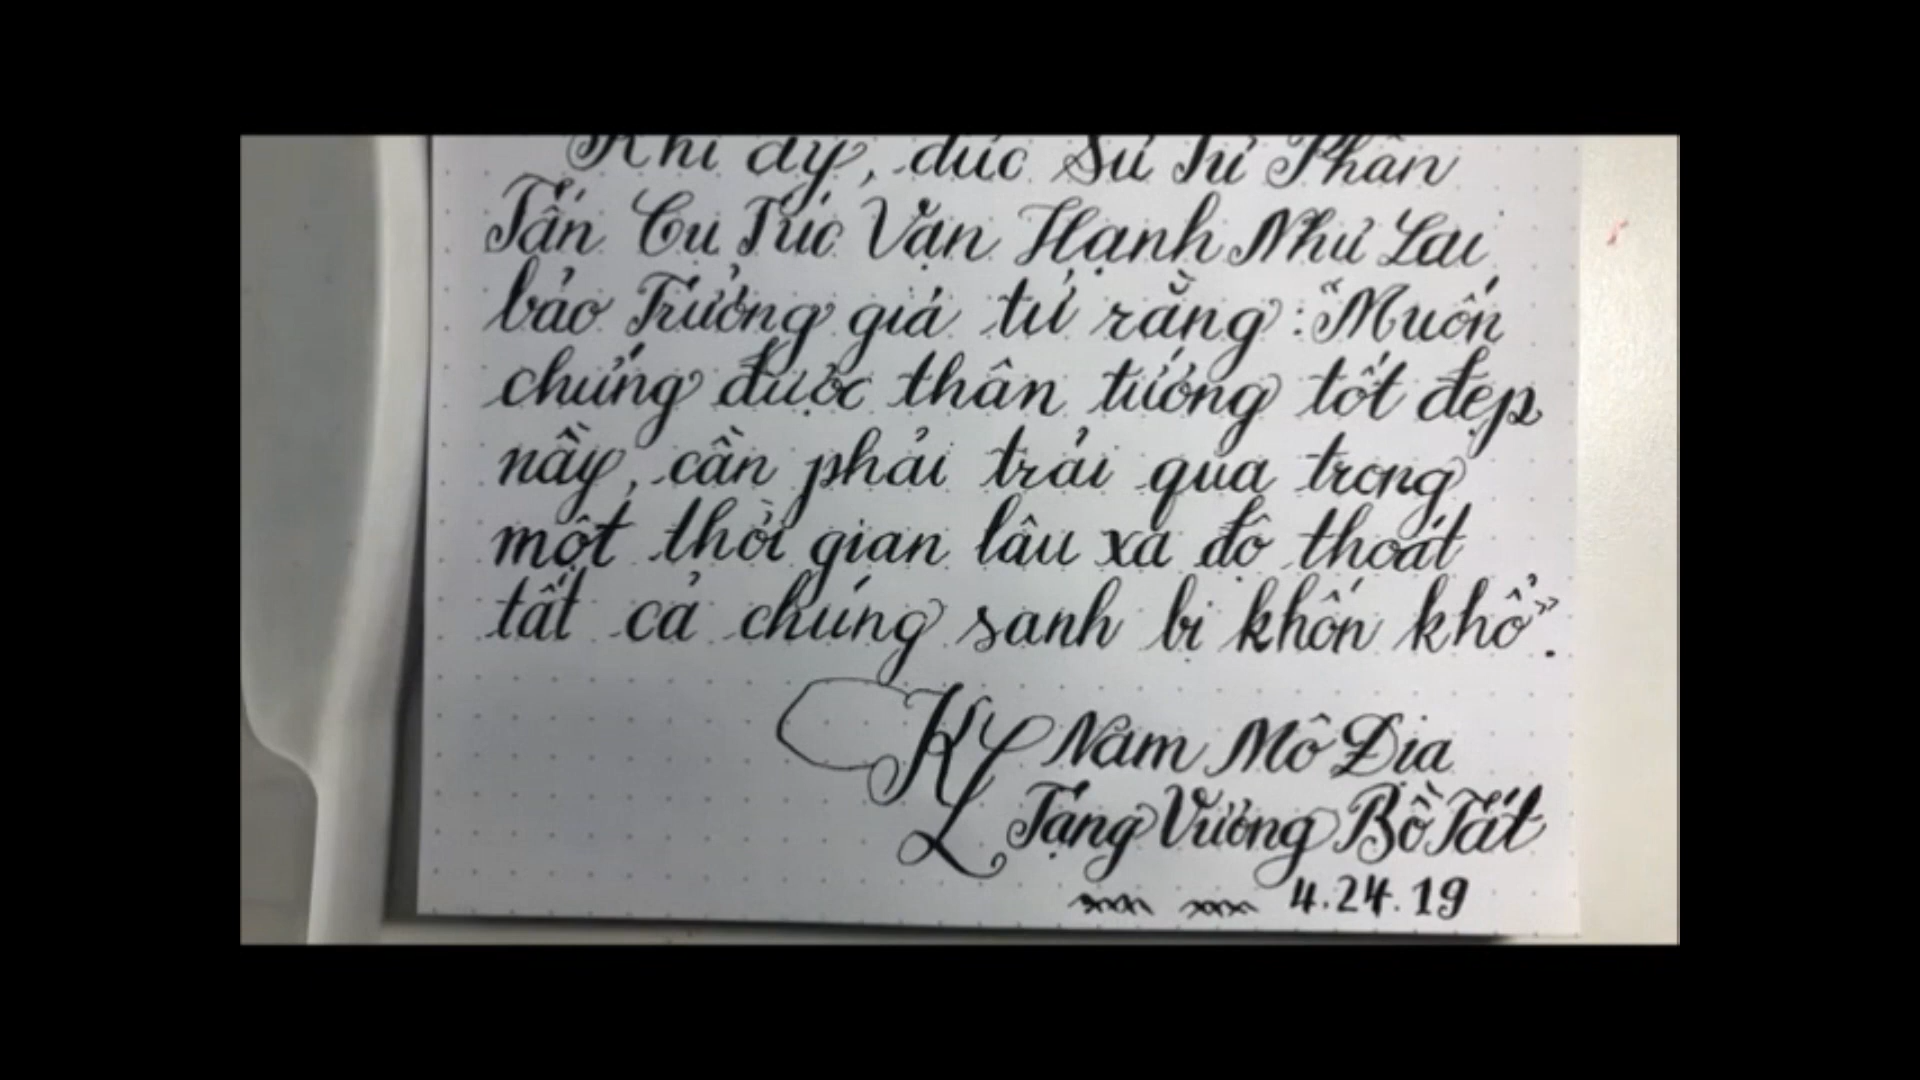 Khi ấy, đức Sư Tử Phấn
Tấn Cụ Túc Vạn Hạnh Như Lai
bảo Trưởng giả tử rằng: “Muốn
chứng được thân tướng tốt đẹp
nầy, cần phải trải qua trong
một thời gian lâu xa độ thoát
tất cả chúng sanh bị khốn khổ”.
KL Nam Mô Địa
Tạng Vương Bồ Tát
4.24.19